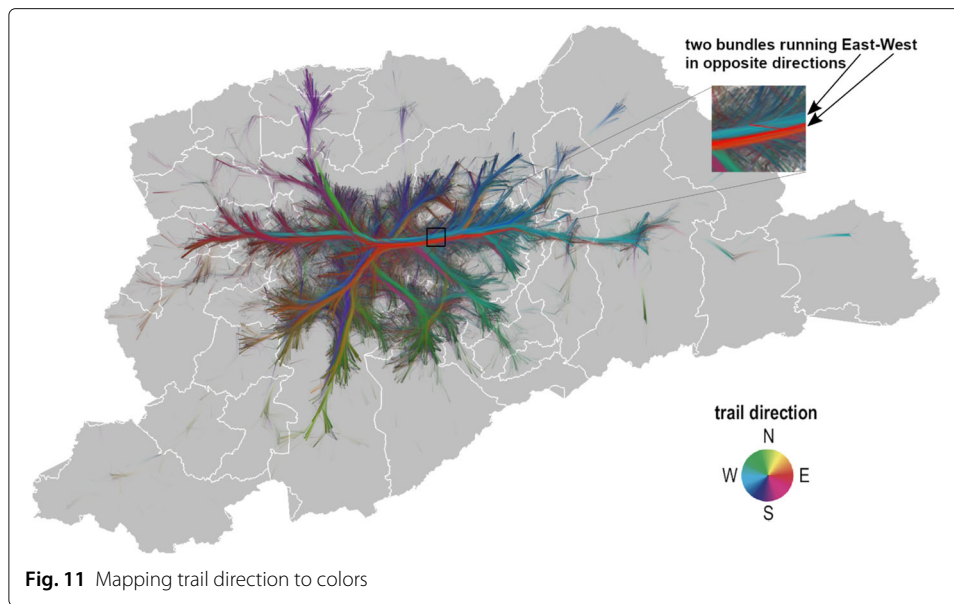 two bundles running East-West
in opposite directions
trail direction
N
W E
S
Fig. 11 Mapping trail direction to colors